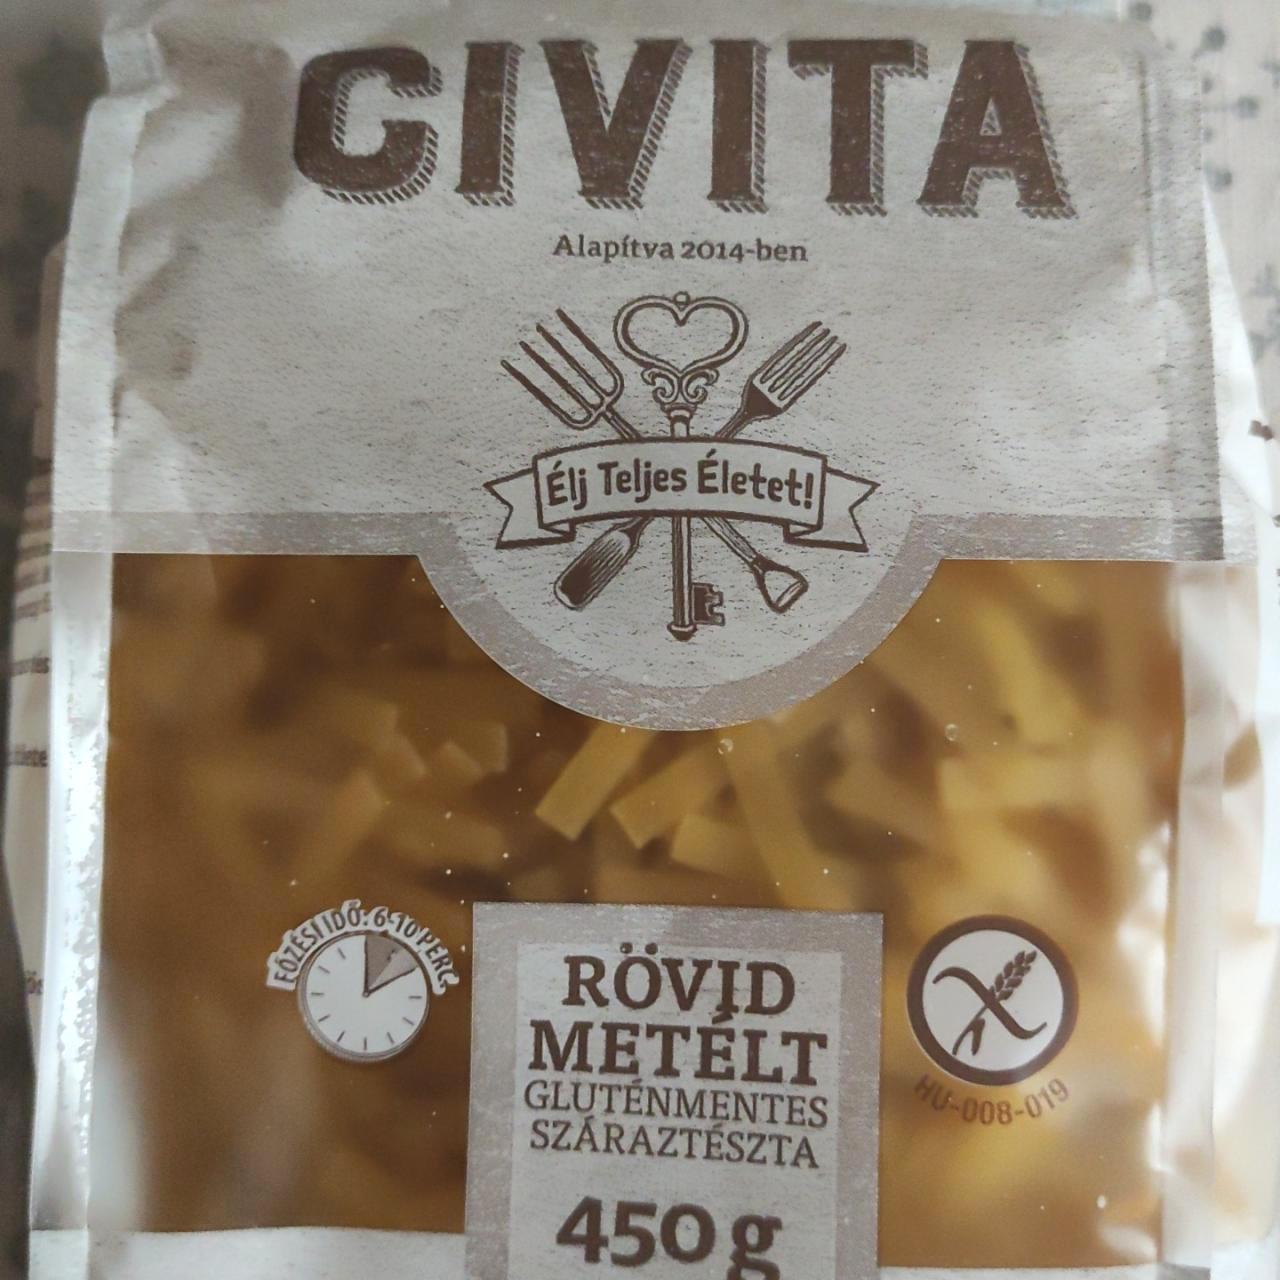 CIVITA
Alapítva 2014-ben
Élj Teljes Életet!
FŐZÉSI IDŐ: 6-10 PERC.
RÖVID
METÉLT
GLUTÉNMENTES
SZÁRAZTÉSZTA
450 g
HU-008-019